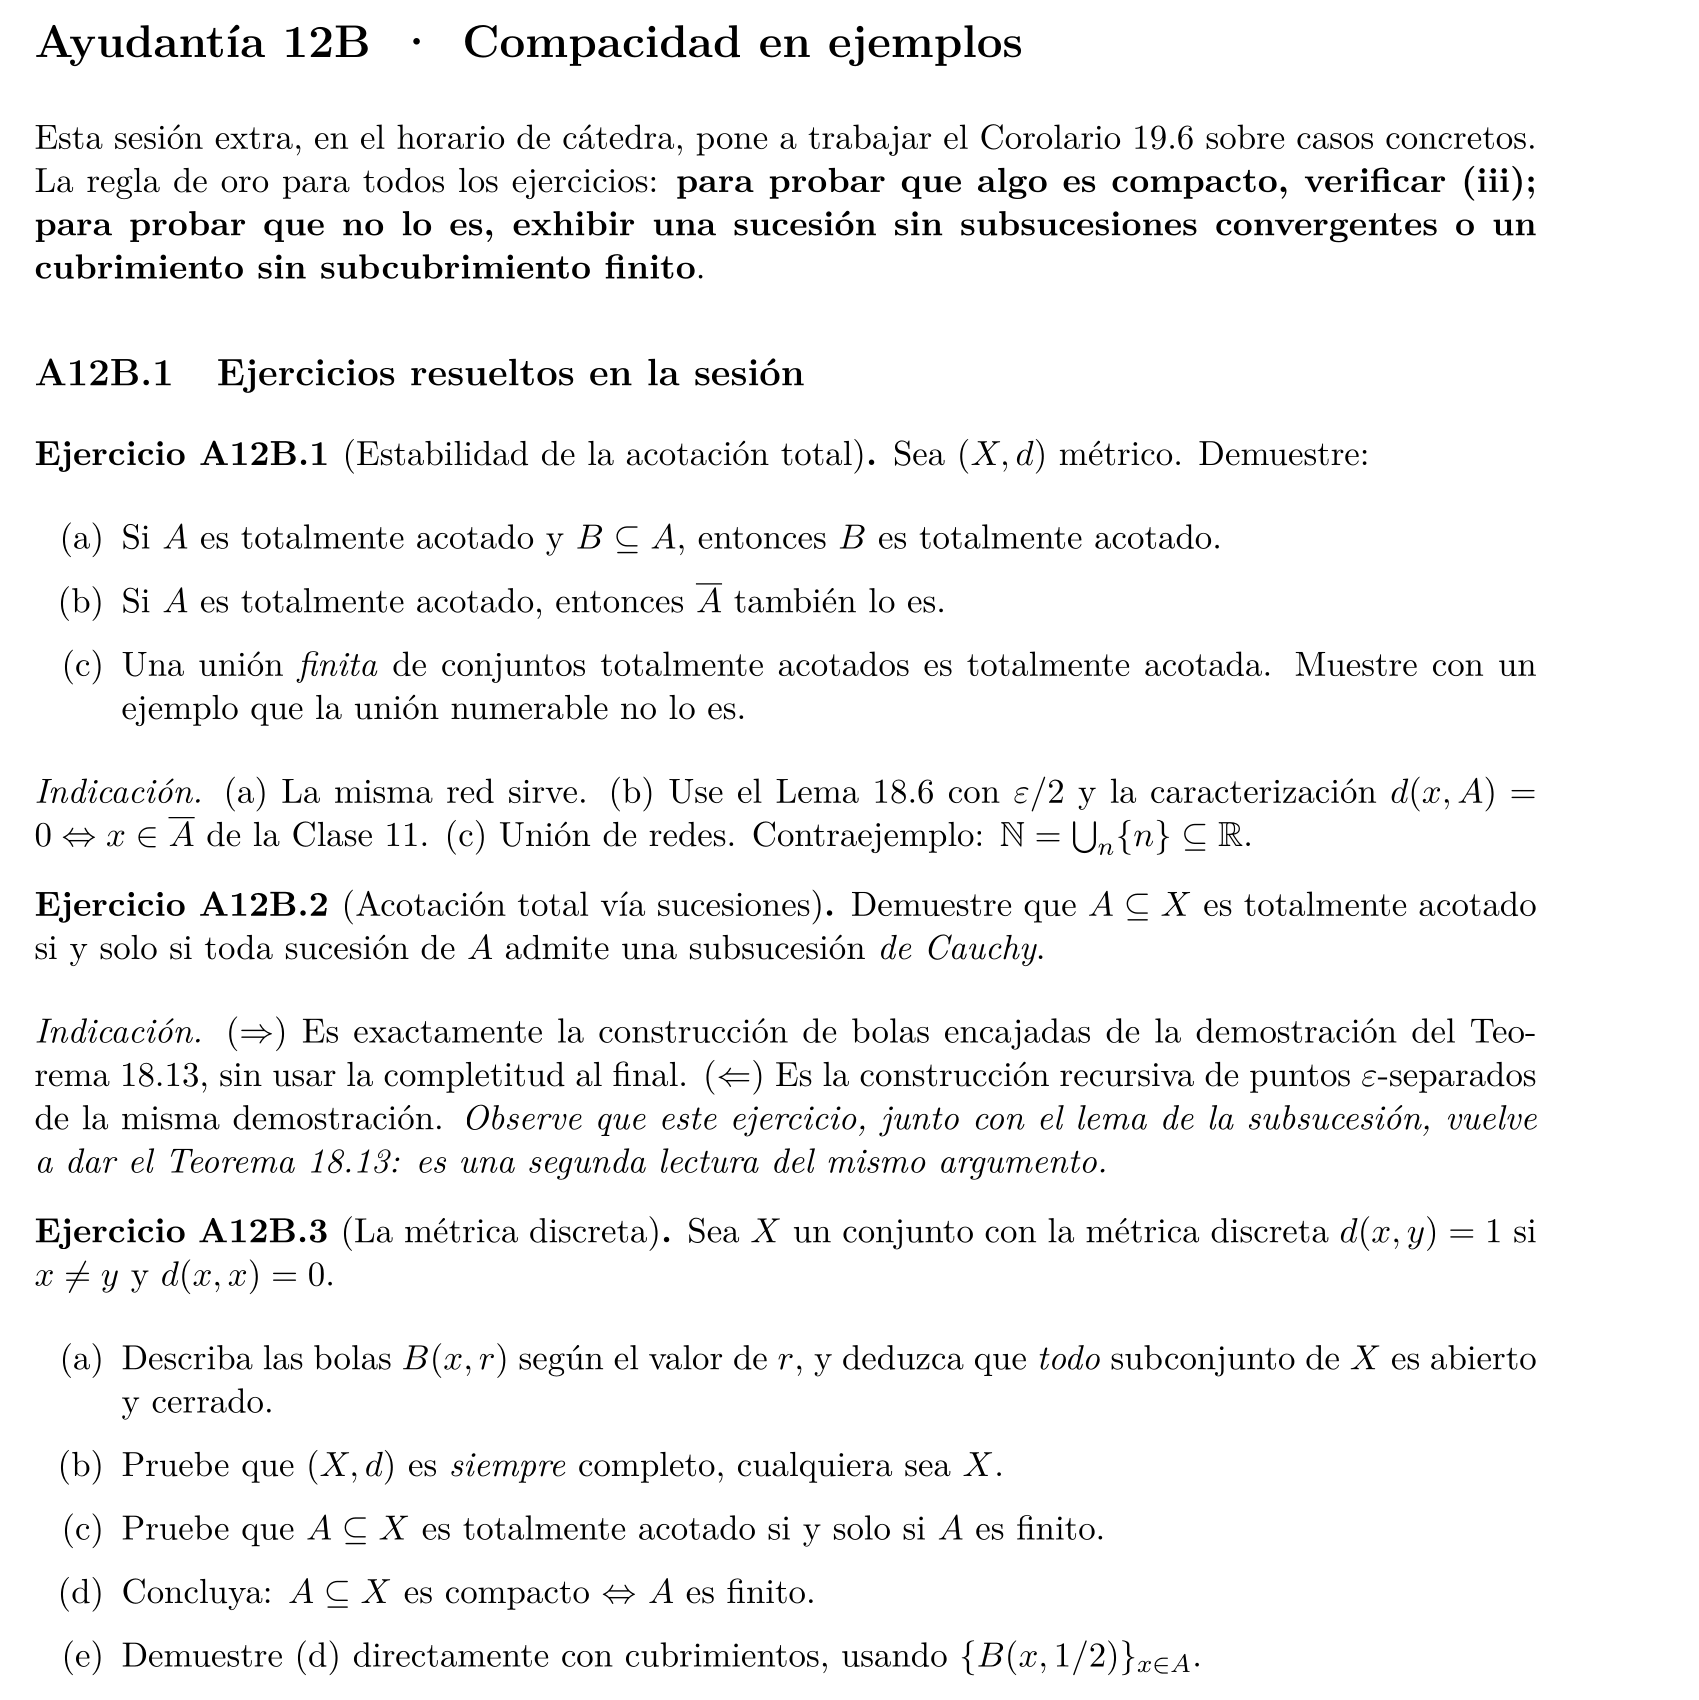 Ayudantía 12B · Compacidad en ejemplos
Esta sesión extra, en el horario de cátedra, pone a trabajar el Corolario 19.6 sobre casos concretos.
La regla de oro para todos los ejercicios: para probar que algo es compacto, verificar (iii);
para probar que no lo es, exhibir una sucesión sin subsucesiones convergentes o un
cubrimiento sin subcubrimiento finito.
A12B.1 Ejercicios resueltos en la sesión
Ejercicio A12B.1 (Estabilidad de la acotación total). Sea (X, d) métrico. Demuestre:
(a) Si A es totalmente acotado y B ⊆ A, entonces B es totalmente acotado.
(b) Si A es totalmente acotado, entonces A̅ también lo es.
(c) Una unión finita de conjuntos totalmente acotados es totalmente acotada. Muestre con un
ejemplo que la unión numerable no lo es.
Indicación. (a) La misma red sirve. (b) Use el Lema 18.6 con ε/2 y la caracterización d(x, A) =
0 ⇔ x ∈ A̅ de la Clase 11. (c) Unión de redes. Contraejemplo: ℕ = ⋃ₙ{n} ⊆ ℝ.
Ejercicio A12B.2 (Acotación total vía sucesiones). Demuestre que A ⊆ X es totalmente acotado
si y solo si toda sucesión de A admite una subsucesión de Cauchy.
Indicación. (⇒) Es exactamente la construcción de bolas encajadas de la demostración del Teo-
rema 18.13, sin usar la completitud al final. (⇐) Es la construcción recursiva de puntos ε-separados
de la misma demostración. Observe que este ejercicio, junto con el lema de la subsucesión, vuelve
a dar el Teorema 18.13: es una segunda lectura del mismo argumento.
Ejercicio A12B.3 (La métrica discreta). Sea X un conjunto con la métrica discreta d(x, y) = 1 si
x ≠ y y d(x, x) = 0.
(a) Describa las bolas B(x, r) según el valor de r, y deduzca que todo subconjunto de X es abierto
y cerrado.
(b) Pruebe que (X, d) es siempre completo, cualquiera sea X.
(c) Pruebe que A ⊆ X es totalmente acotado si y solo si A es finito.
(d) Concluya: A ⊆ X es compacto ⇔ A es finito.
(e) Demuestre (d) directamente con cubrimientos, usando {B(x, 1/2)}ₓ∈A.